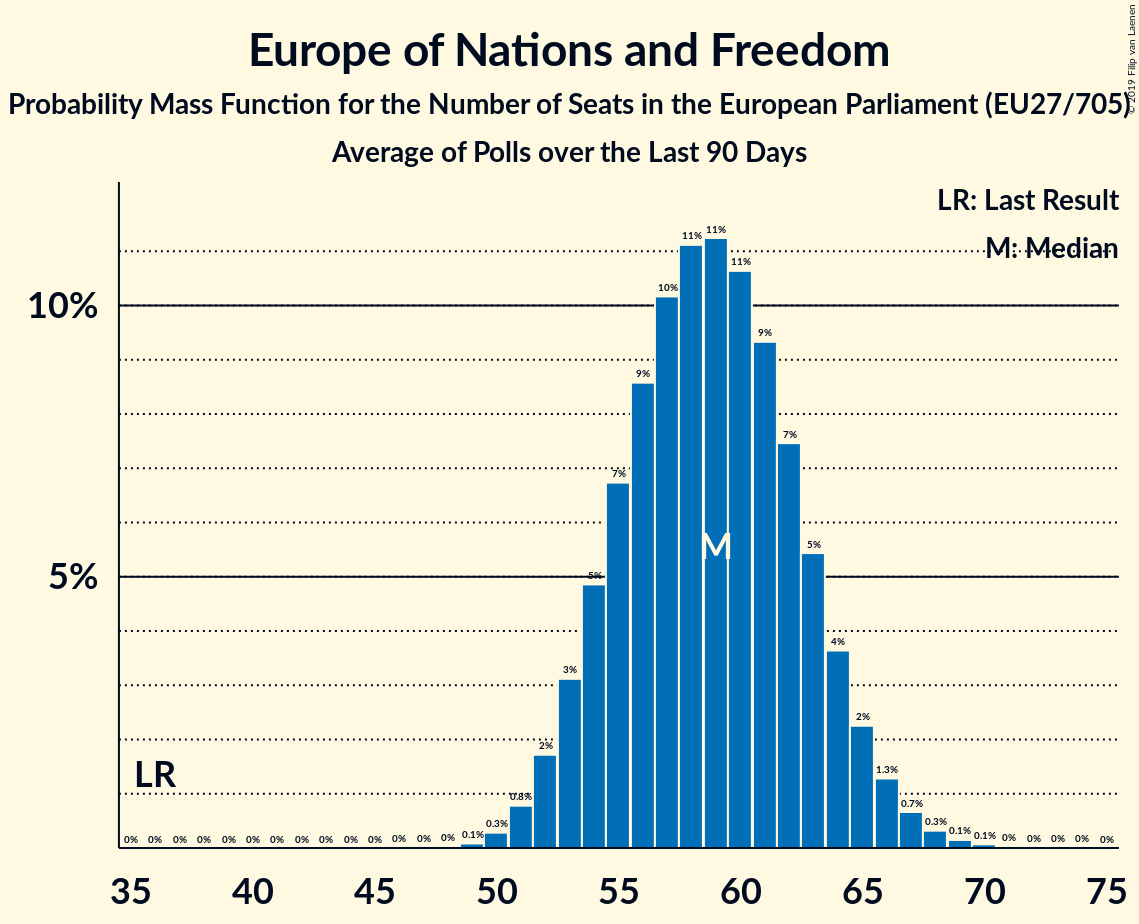 Europe of Nations and Freedom
Probability Mass Function for the Number of Seats in the European Parliament (EU27/705)
Average of Polls over the Last 90 Days
© 2019 Filip van Laenen
LR: Last Result
M: Median
10%
5%
LR
M
0% 0% 0% 0% 0% 0% 0% 0% 0% 0% 0% 0% 0% 0% 0.1% 0.3% 0.8% 2% 3% 5% 7% 9% 10% 11% 11% 11% 9% 7% 5% 4% 2% 1.3% 0.7% 0.3% 0.1% 0.1% 0% 0% 0% 0% 0%
35 40 45 50 55 60 65 70 75